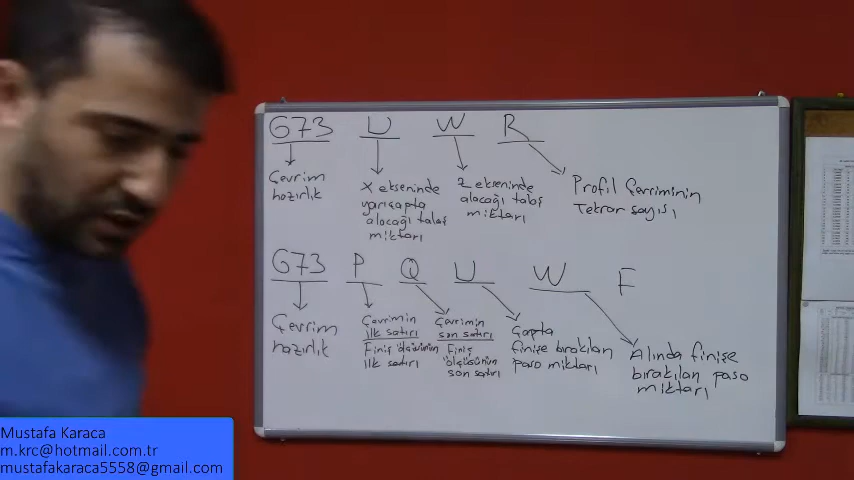 G73 U W R
Çevrim
hazırlık
X ekseninde
yarıçapta
alacağı talaş
miktarı
Z ekseninde
alacağı talaş
miktarı
Profil Çevriminin
Tekrar sayısı
G73 P Q U W F
Çevrim
hazırlık
Çevrimin
ilk satırı
Finiş ölçüsünün
ilk satırı
Çevrimin
son satırı
Finiş
ölçüsünün
son satırı
Çapta
finişe bırakılan
paso miktarı
Alında finişe
bırakılan paso
miktarı
Mustafa Karaca
m.krc@hotmail.com.tr
mustafakaraca5558@gmail.com